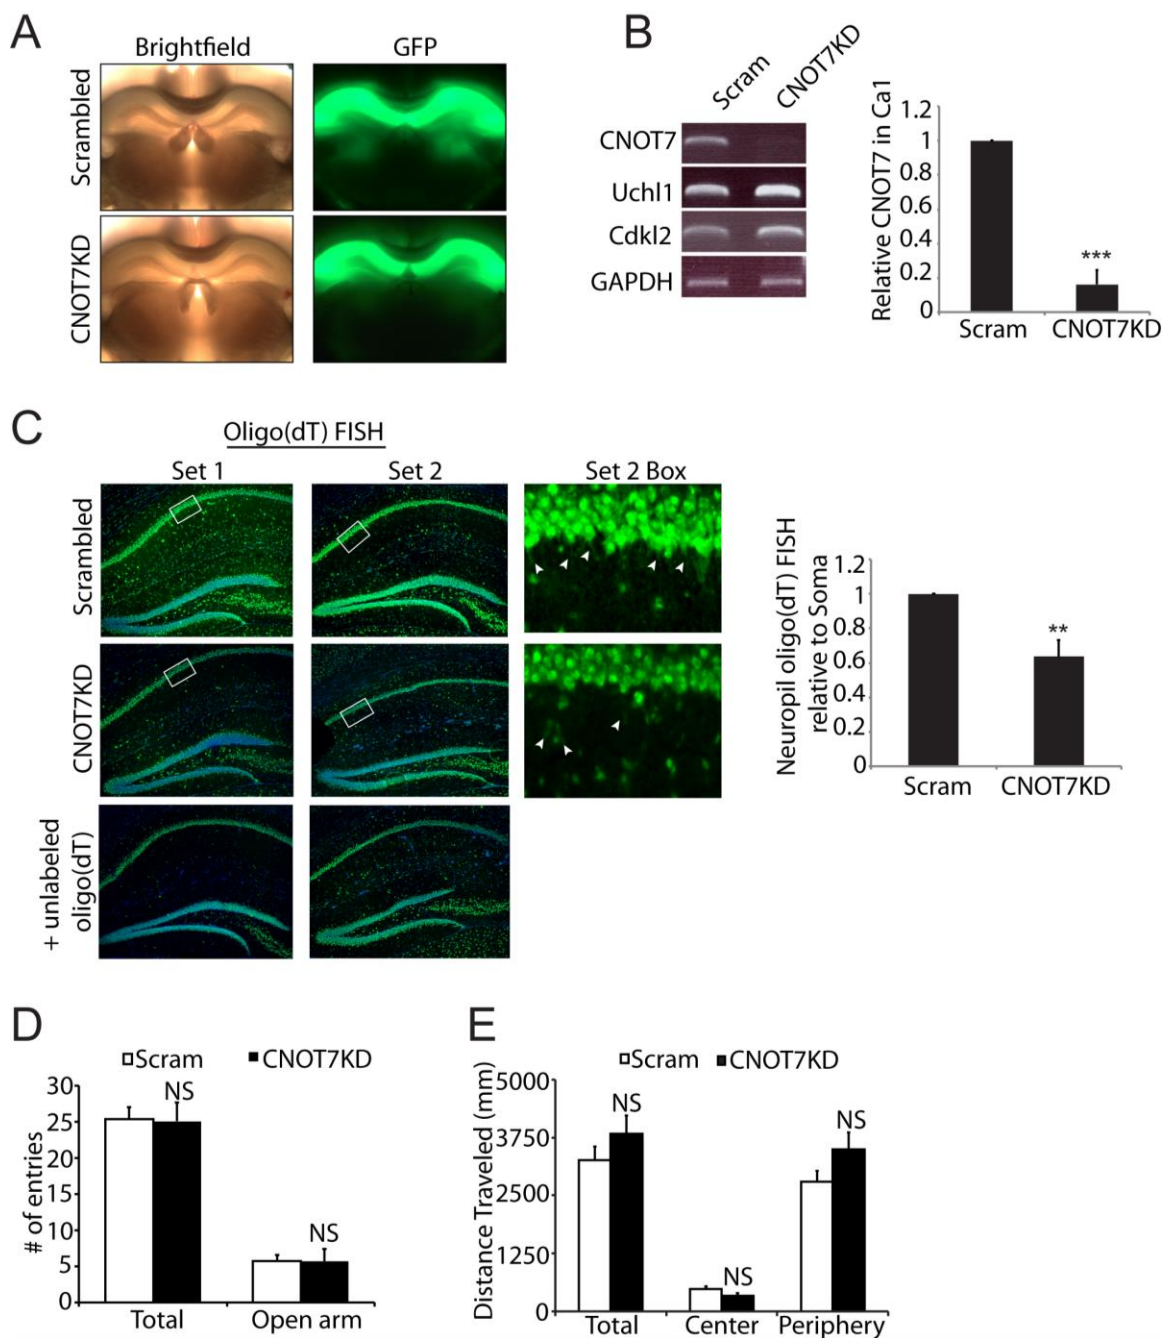 A
Brightfield
GFP
Scrambled
CNOT7KD
B
Scram
CNOT7KD
CNOT7
Uchl1
Cdkl2
GAPDH
Relative CNOT7 in Ca1
1
0.8
0.6
0.4
0.2
0
***
Scram
CNOT7KD
C
Oligo(dT) FISH
Set 1
Set 2
Set 2 Box
Scrambled
CNOT7KD
+ unlabeled
oligo(dT)
Neuropil oligo(dT) FISH
relative to Soma
1.2
1
0.8
0.6
0.4
0.2
0
**
Scram
CNOT7KD
D
Scram
CNOT7KD
# of entries
30
25
20
15
10
5
0
NS
NS
Total
Open arm
E
Scram
CNOT7KD
Distance Traveled (mm)
5000
3750
2500
1250
0
NS
NS
NS
Total
Center
Periphery